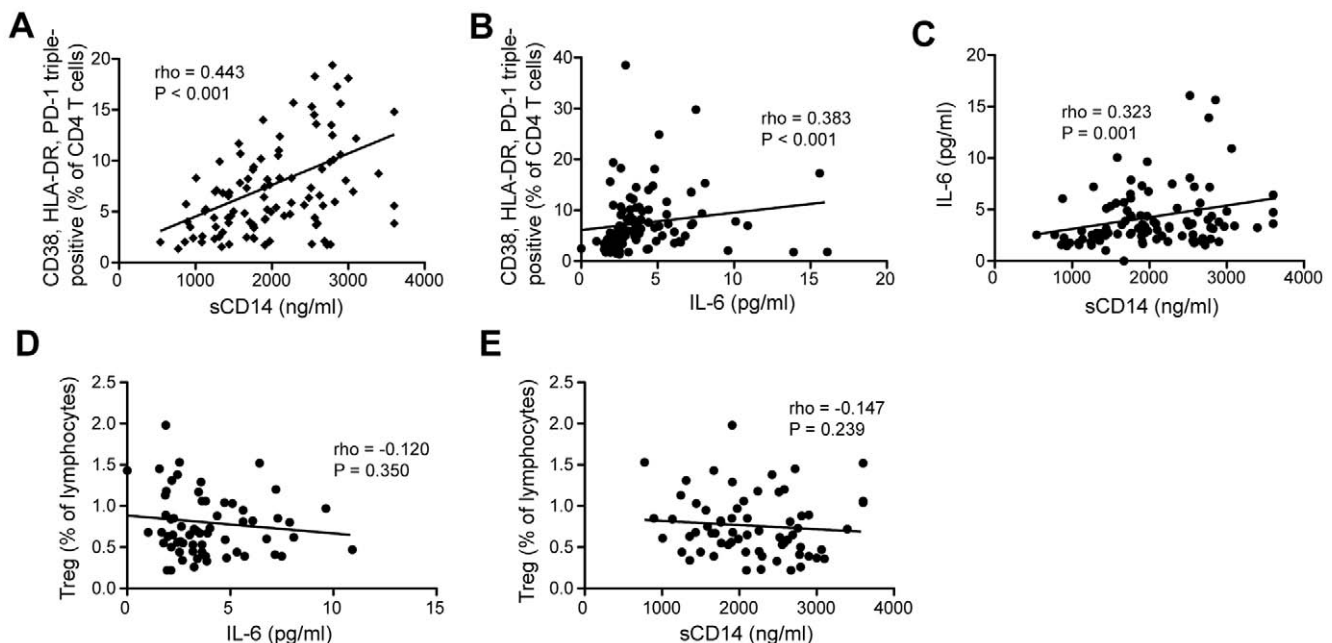 A
CD38, HLA-DR, PD-1 triple-
positive (% of CD4 T cells)
20
15
10
5
0
rho = 0.443
P < 0.001
0
1000
2000
3000
4000
sCD14 (ng/ml)
B
CD38, HLA-DR, PD-1 triple-
positive (% of CD4 T cells)
40
30
20
10
0
rho = 0.383
P < 0.001
0
5
10
15
20
IL-6 (pg/ml)
C
IL-6 (pg/ml)
20
15
10
5
0
rho = 0.323
P = 0.001
0
1000
2000
3000
4000
sCD14 (ng/ml)
D
Treg (% of lymphocytes)
2.5
2.0
1.5
1.0
0.5
0.0
rho = -0.120
P = 0.350
0
5
10
15
IL-6 (pg/ml)
E
Treg (% of lymphocytes)
2.5
2.0
1.5
1.0
0.5
0.0
rho = -0.147
P = 0.239
0
1000
2000
3000
4000
sCD14 (ng/ml)